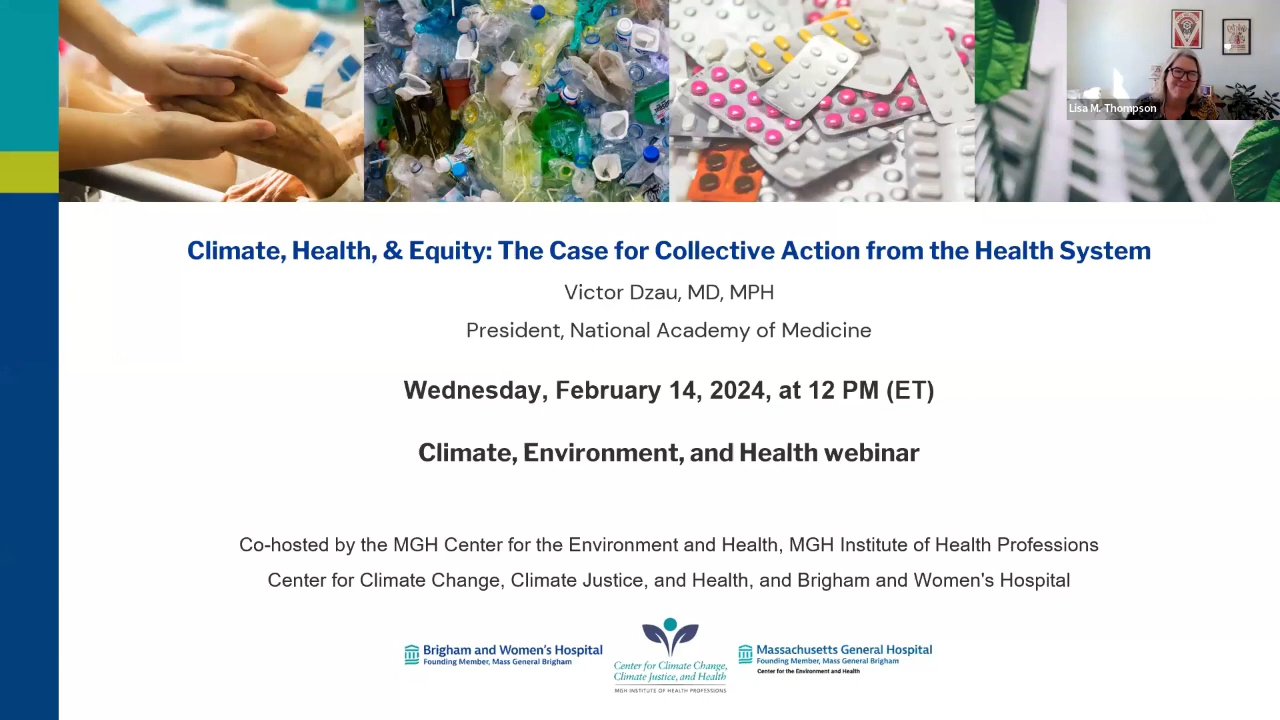 Lisa M. Thompson
Climate, Health, & Equity: The Case for Collective Action from the Health System
Victor Dzau, MD, MPH
President, National Academy of Medicine
Wednesday, February 14, 2024, at 12 PM (ET)
Climate, Environment, and Health webinar
Co-hosted by the MGH Center for the Environment and Health, MGH Institute of Health Professions
Center for Climate Change, Climate Justice, and Health, and Brigham and Women's Hospital
Brigham and Women's Hospital
Founding Member, Mass General Brigham
Center for Climate Change,
Climate Justice, and Health
MGH INSTITUTE OF HEALTH PROFESSIONS
Massachusetts General Hospital
Founding Member, Mass General Brigham
Center for the Environment and Health